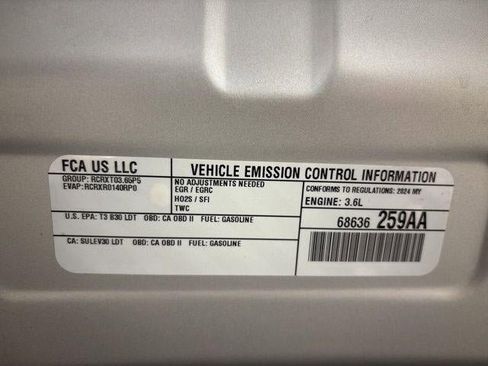 FCA US LLC
GROUP: RCRXT03.65P5
EVAP: RCRXR0140RP0
VEHICLE EMISSION CONTROL INFORMATION
NO ADJUSTMENTS NEEDED
EGR / EGRC
HO2S / SFI
TWC
CONFORMS TO REGULATIONS: 2024 MY
ENGINE: 3.6L
68636 259AA
U.S. EPA: T3 B30 LDT OBD: CA OBD II FUEL: GASOLINE
CA: SULEV30 LDT OBD: CA OBD II FUEL: GASOLINE